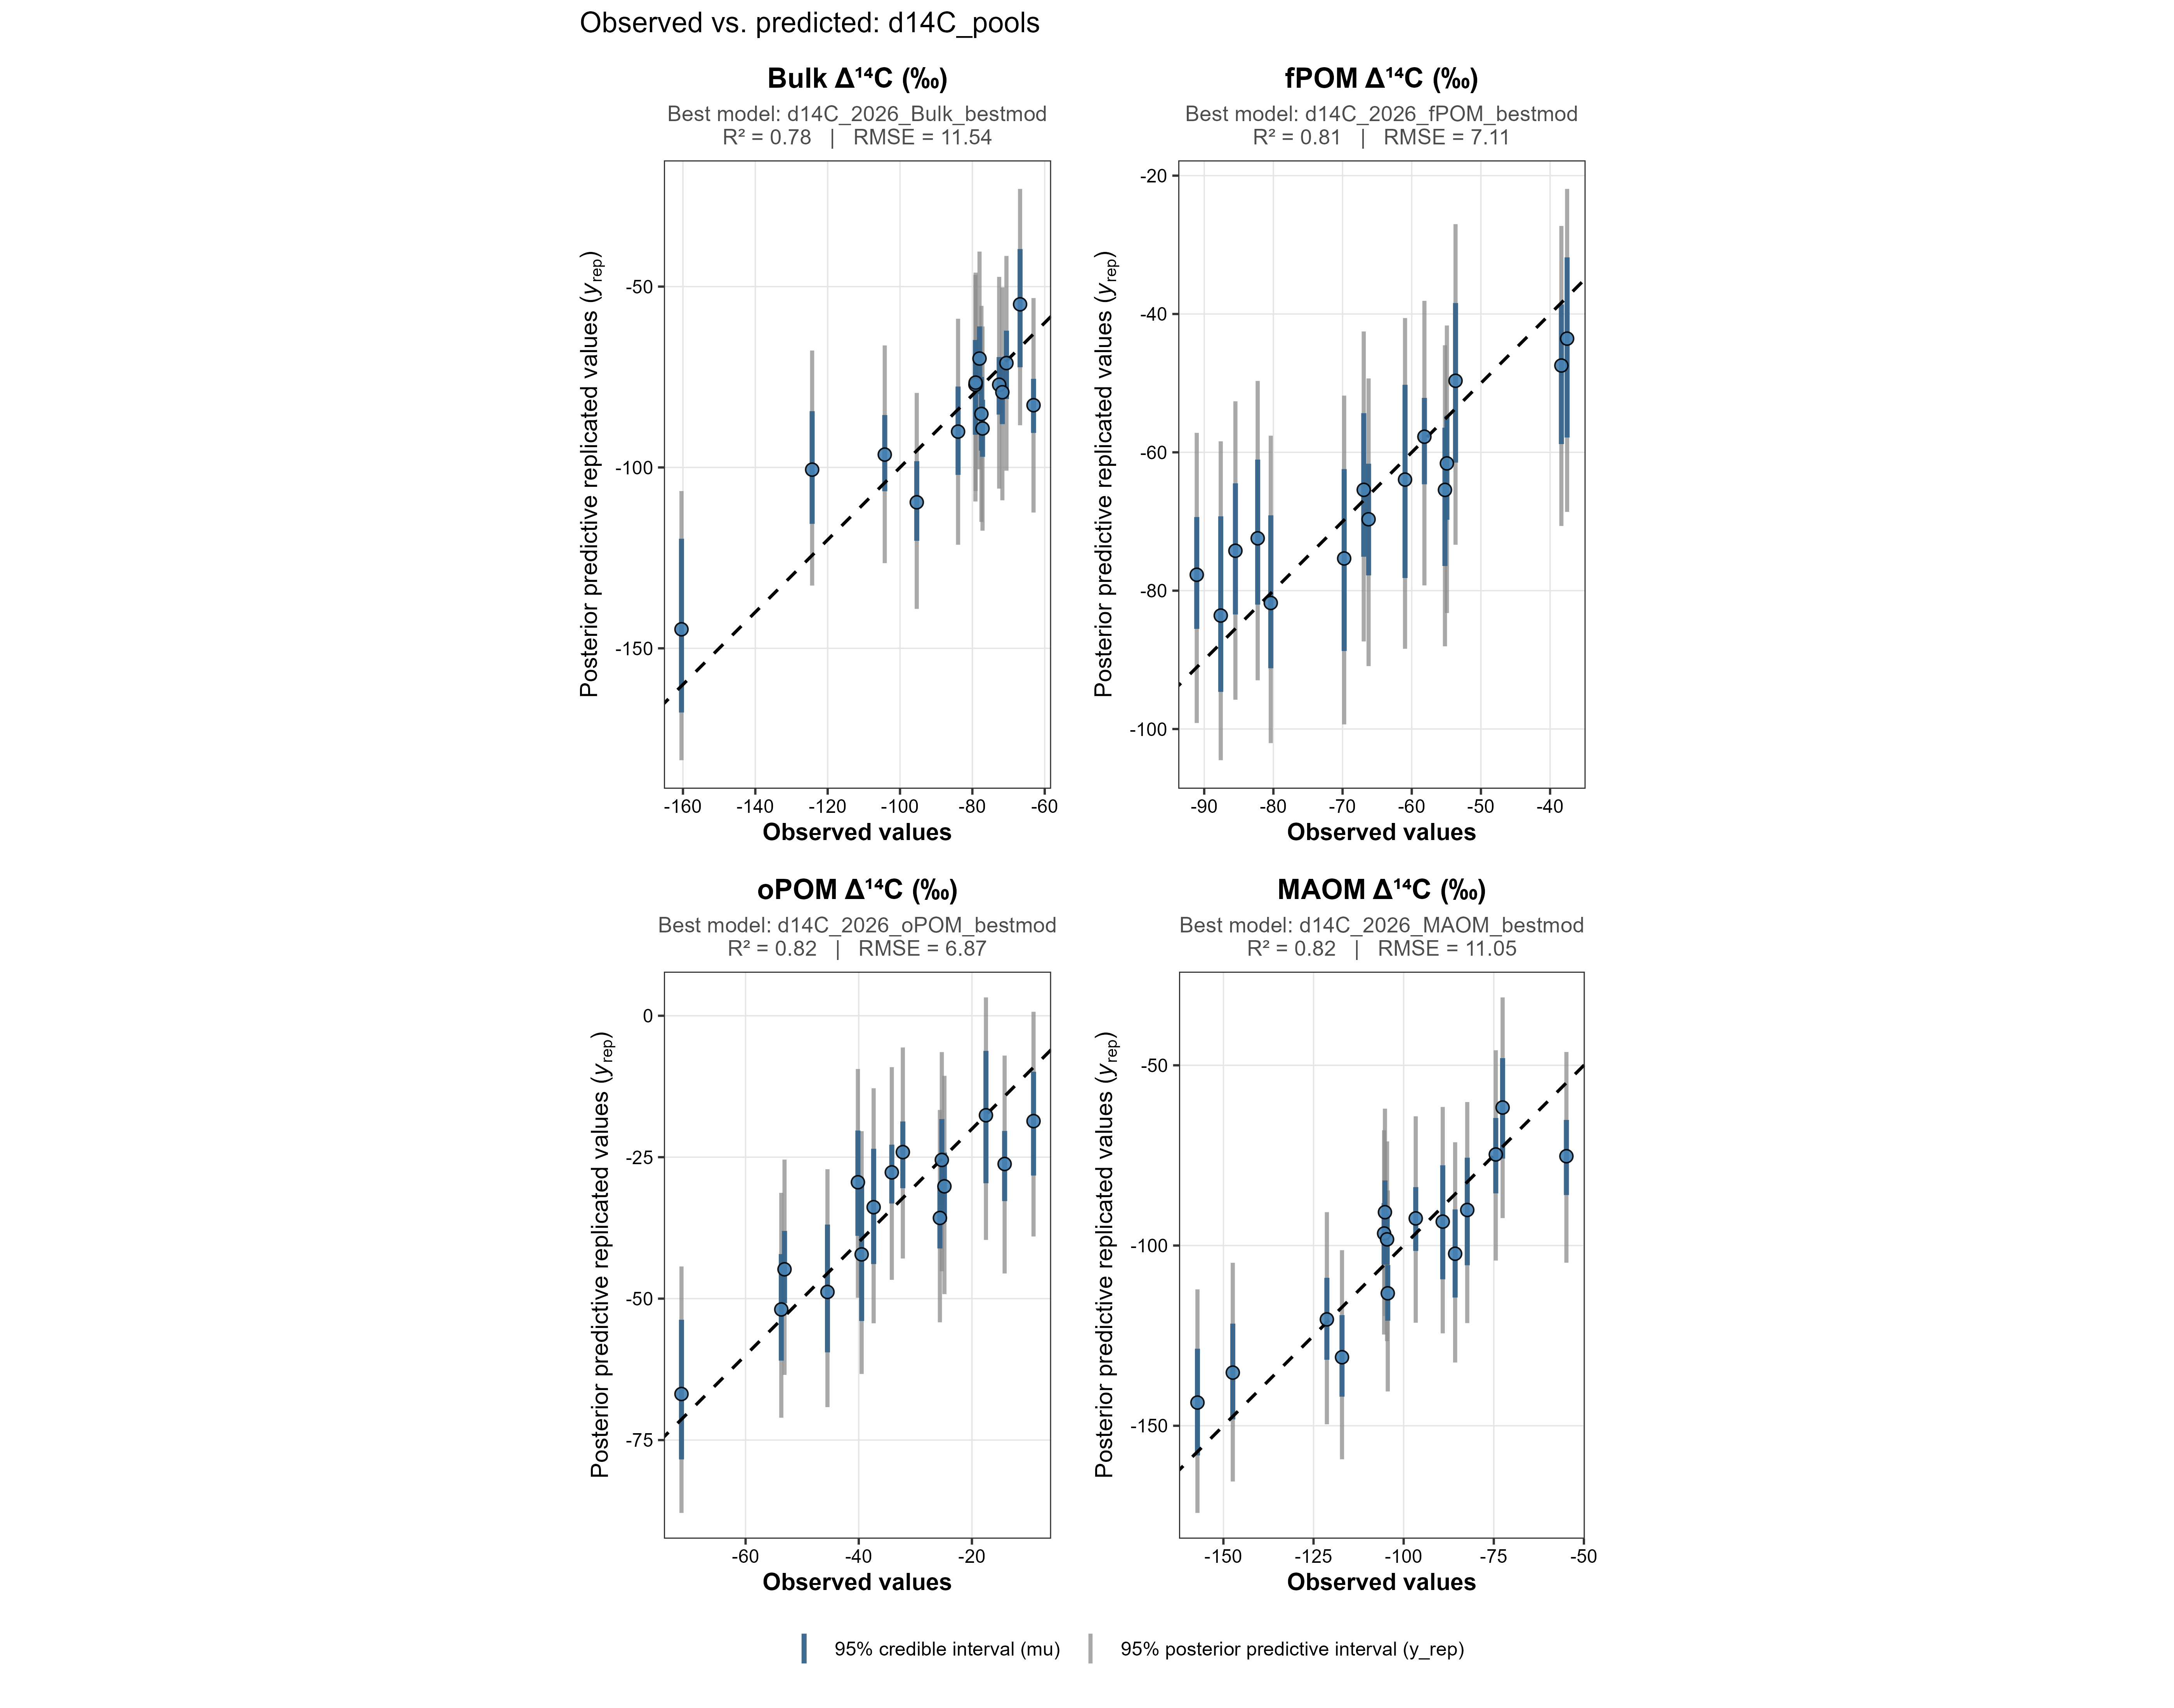 Observed vs. predicted: d14C_pools
Bulk Δ¹⁴C (‰)
Best model: d14C_2026_Bulk_bestmod
R² = 0.78 | RMSE = 11.54
Posterior predictive replicated values (yrep)
-50
-100
-150
-160 -140 -120 -100 -80 -60
Observed values
fPOM Δ¹⁴C (‰)
Best model: d14C_2026_fPOM_bestmod
R² = 0.81 | RMSE = 7.11
Posterior predictive replicated values (yrep)
-20
-40
-60
-80
-100
-90 -80 -70 -60 -50 -40
Observed values
oPOM Δ¹⁴C (‰)
Best model: d14C_2026_oPOM_bestmod
R² = 0.82 | RMSE = 6.87
Posterior predictive replicated values (yrep)
0
-25
-50
-75
-60 -40 -20
Observed values
MAOM Δ¹⁴C (‰)
Best model: d14C_2026_MAOM_bestmod
R² = 0.82 | RMSE = 11.05
Posterior predictive replicated values (yrep)
-50
-100
-150
-150 -125 -100 -75 -50
Observed values
95% credible interval (mu) 95% posterior predictive interval (y_rep)